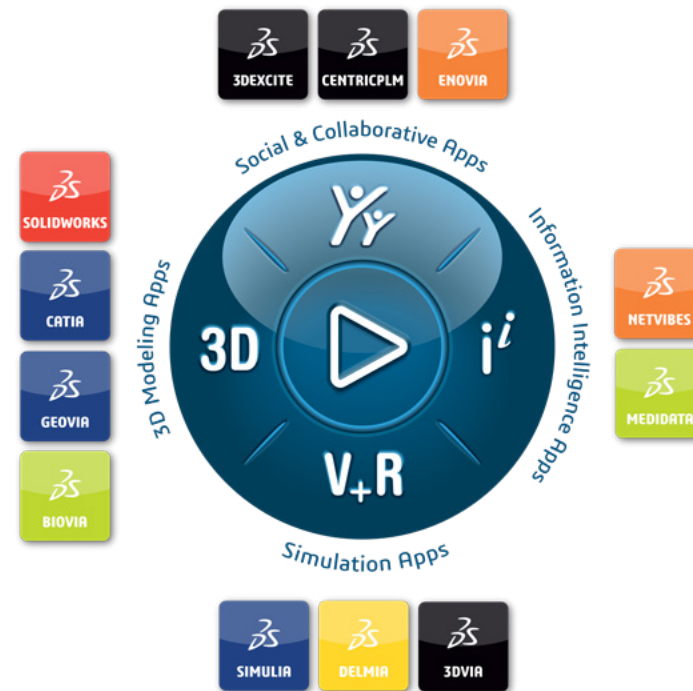 3DEXCITE
CENTRICPLM
ENOVIA
Social & Collaborative Apps
SOLIDWORKS
CATIA
GEOVIA
BIOVIA
3D Modeling Apps
3D
i i
V+R
Information Intelligence Apps
NETVIBES
MEDIDATA
Simulation Apps
SIMULIA
DELMIA
3DVIA